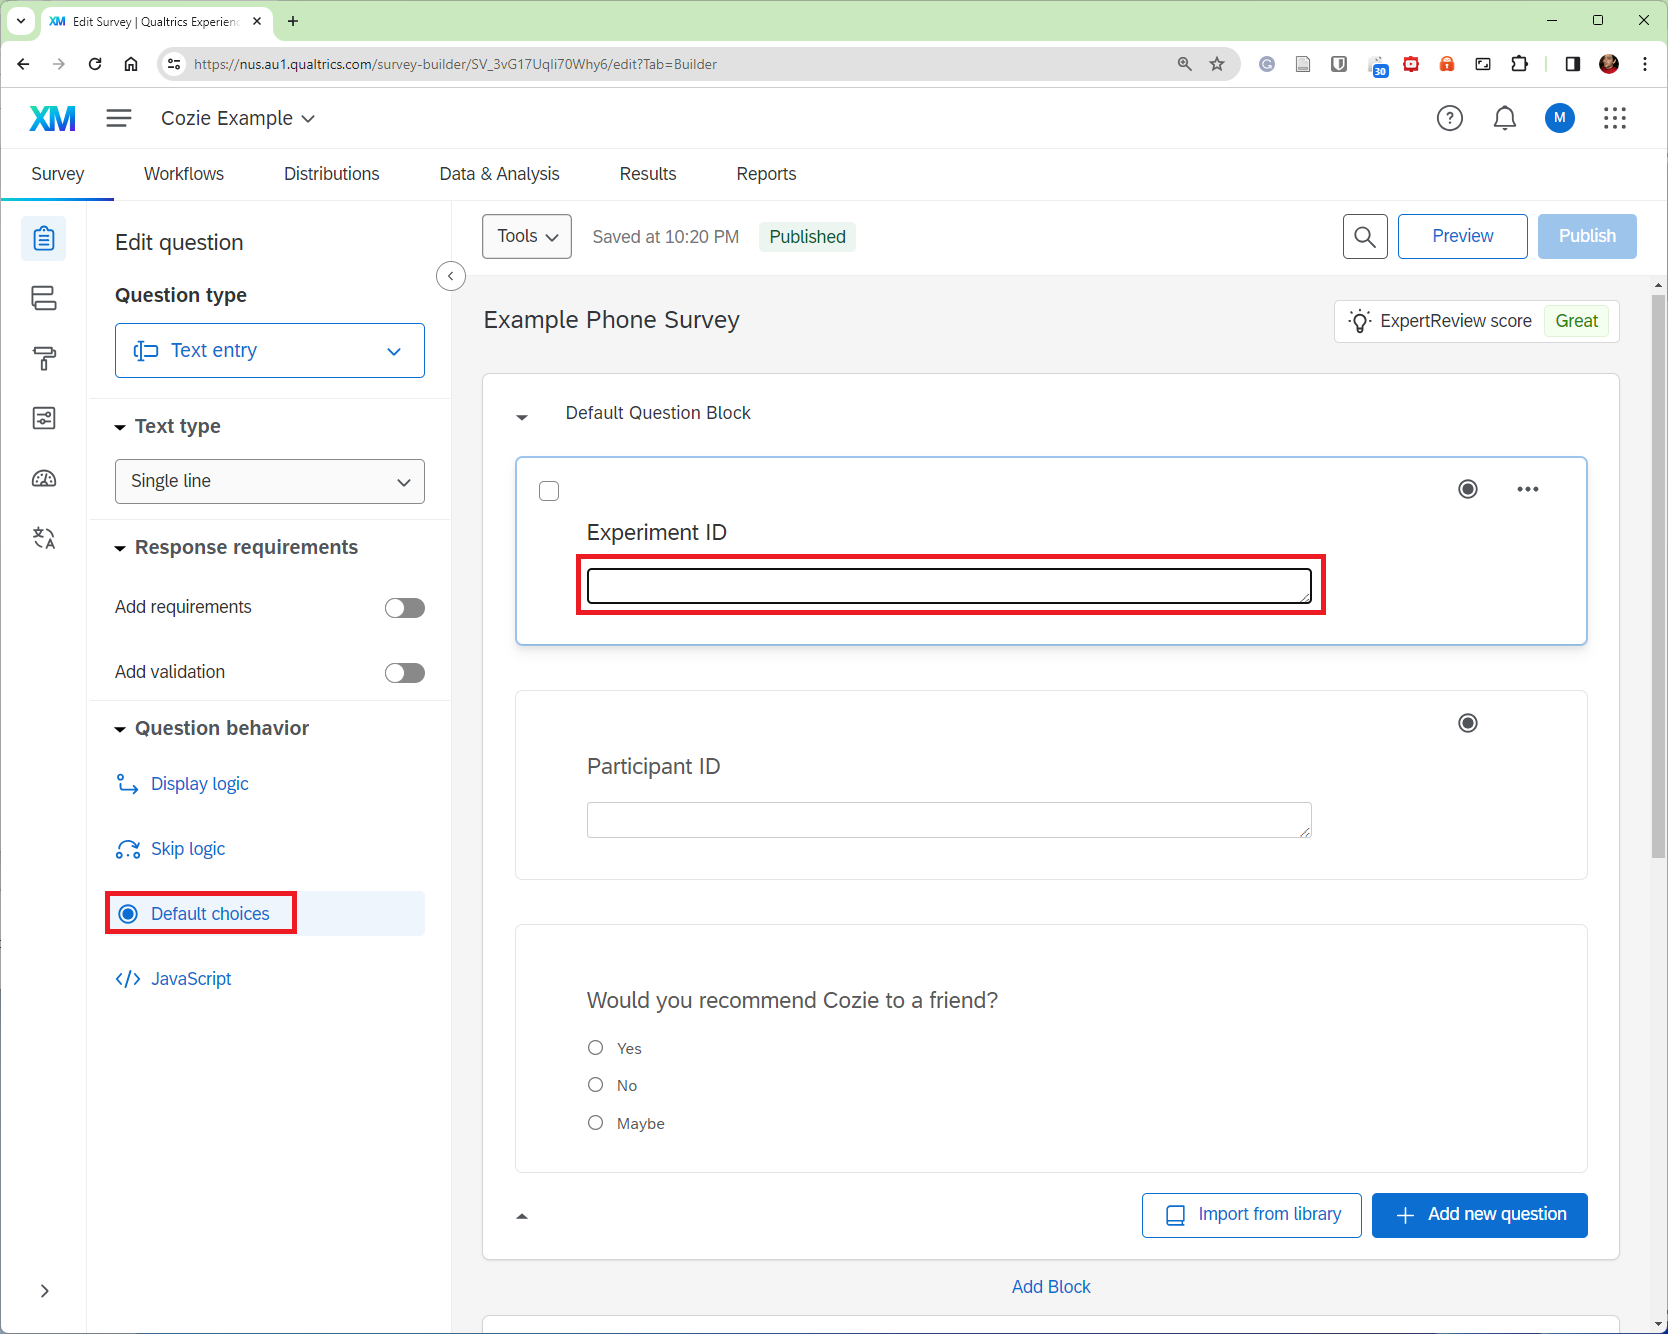 XM Edit Survey | Qualtrics Experienc
https://nus.au1.qualtrics.com/survey-builder/SV_3vG17Uqli70Why6/edit?Tab=Builder
30
XM
Cozie Example
?
M
Survey
Workflows
Distributions
Data & Analysis
Results
Reports
Edit question
Question type
Text entry
Text type
Single line
Response requirements
Add requirements
Add validation
Question behavior
Display logic
Skip logic
Default choices
</> JavaScript
Tools
Saved at 10:20 PM
Published
Preview
Publish
Example Phone Survey
ExpertReview score
Great
Default Question Block
Experiment ID
Participant ID
Would you recommend Cozie to a friend?
Yes
No
Maybe
Import from library
Add new question
Add Block